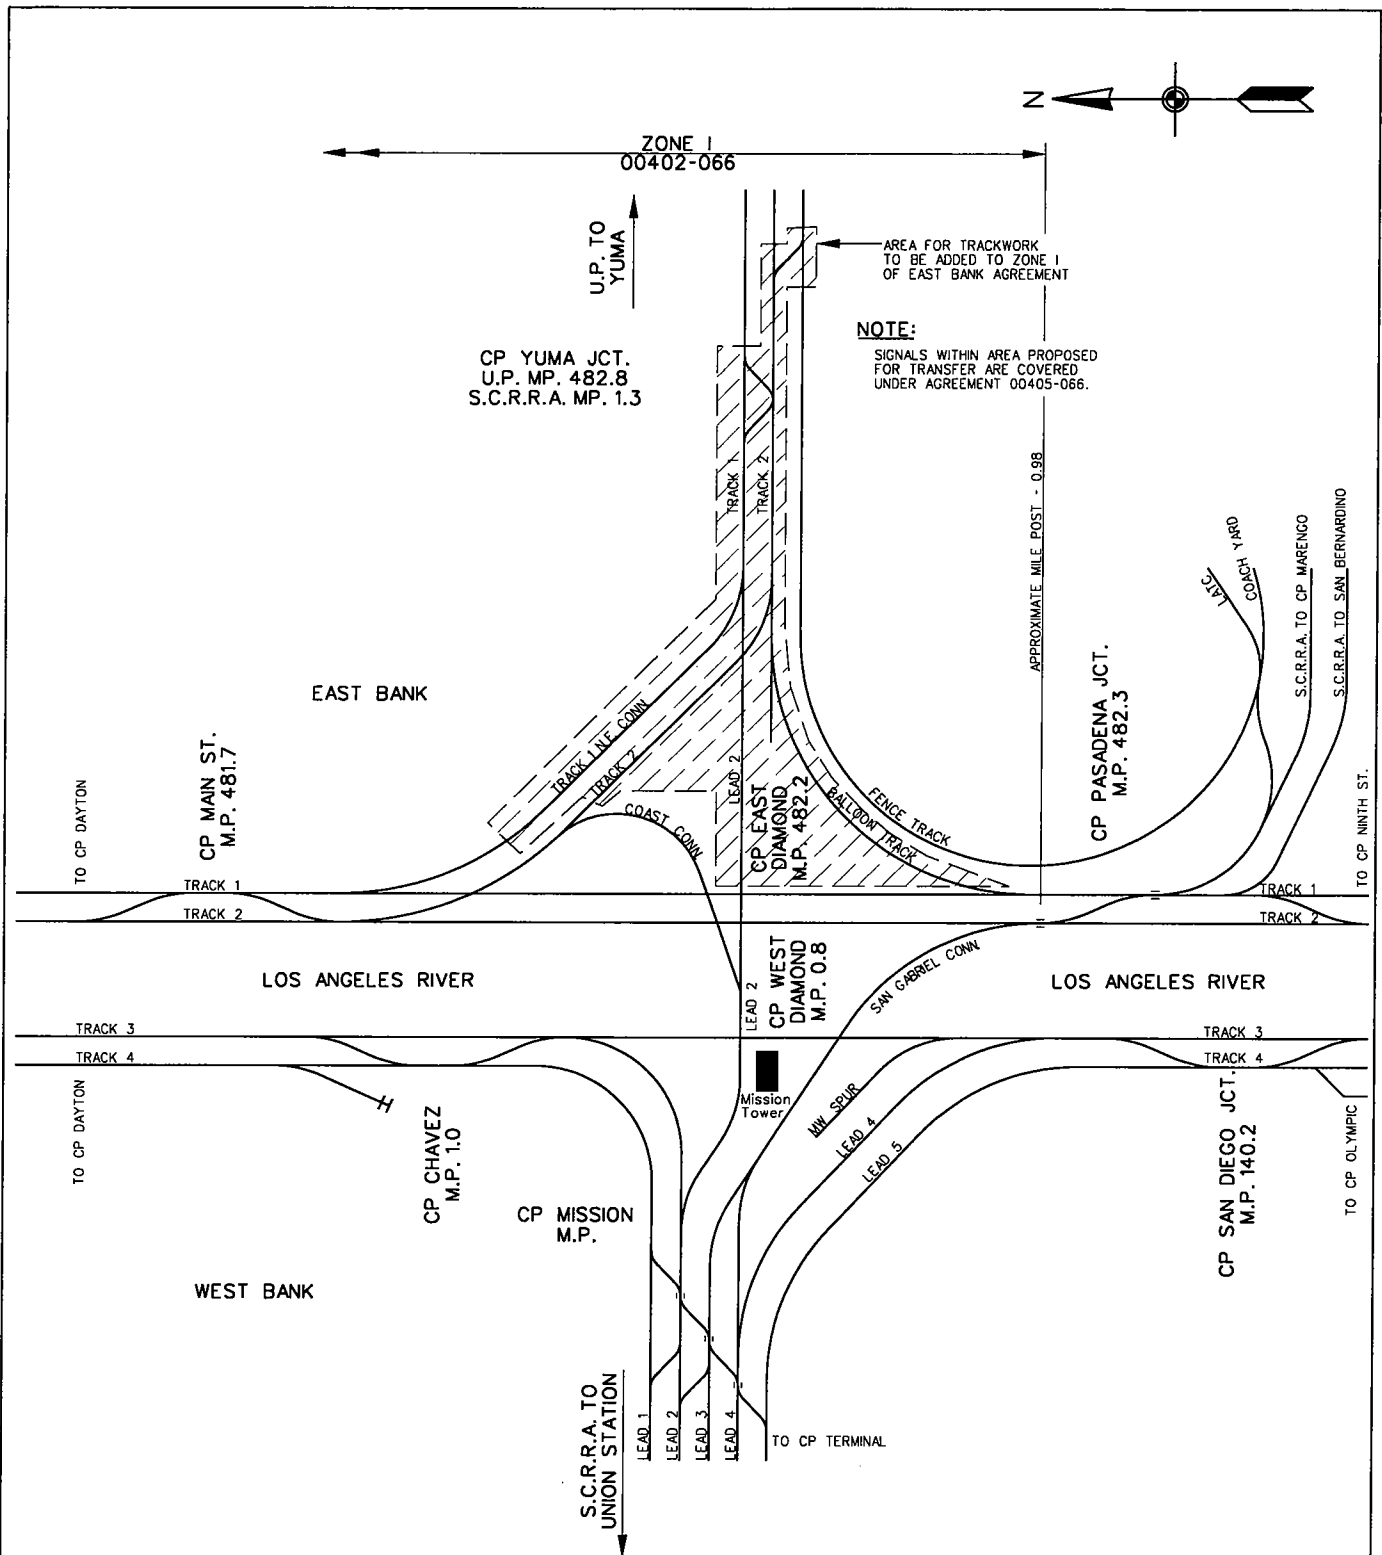 N
ZONE 1
00402-066
U.P. TO
YUMA
AREA FOR TRACKWORK
TO BE ADDED TO ZONE 1
OF EAST BANK AGREEMENT
NOTE:
SIGNALS WITHIN AREA PROPOSED
FOR TRANSFER ARE COVERED
UNDER AGREEMENT 00405-066.
CP YUMA JCT.
U.P. MP. 482.8
S.C.R.R.A. MP. 1.3
TRACK 1
TRACK 2
APPROXIMATE MILE POST - 0.98
LATC
COACH YARD
S.C.R.R.A. TO CP MARENGO
S.C.R.R.A. TO SAN BERNARDINO
EAST BANK
CP MAIN ST.
M.P. 481.7
TO CP DAYTON
TRACK 1 N.E. CONN
TRACK 2
COAST CONN
LEAD 2
CP EAST
DIAMOND
M.P. 482.2
BALLOON TRACK
FENCE TRACK
CP PASADENA JCT.
M.P. 482.3
TO CP NINTH ST.
TRACK 1
TRACK 2
TRACK 1
TRACK 2
LOS ANGELES RIVER
LEAD 2
CP WEST
DIAMOND
M.P. 0.8
SAN GABRIEL CONN.
LOS ANGELES RIVER
TRACK 3
TRACK 4
TRACK 3
TRACK 4
TO CP DAYTON
CP CHAVEZ
M.P. 1.0
Mission
Tower
MW SPUR
LEAD 4
LEAD 5
CP SAN DIEGO JCT.
M.P. 140.2
TO CP OLYMPIC
CP MISSION
M.P.
WEST BANK
S.C.R.R.A. TO
UNION STATION
LEAD 1
LEAD 2
LEAD 3
LEAD 4
TO CP TERMINAL